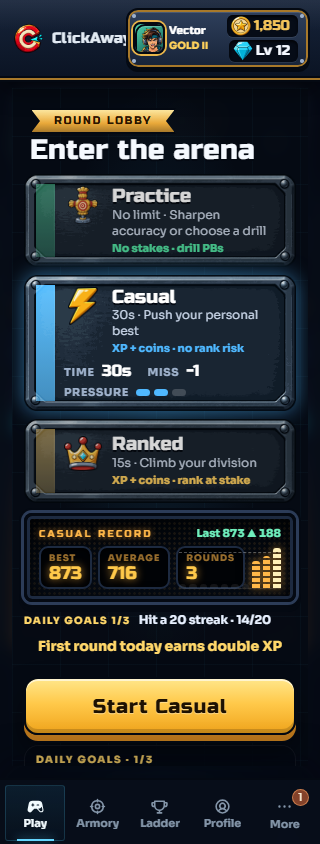 ClickAway
Vector
GOLD II
1,850
Lv 12
ROUND LOBBY
Enter the arena
Practice
No limit · Sharpen
accuracy or choose a drill
No stakes · drill PBs
Casual
30s · Push your personal
best
XP + coins · no rank risk
TIME 30s MISS -1
PRESSURE
Ranked
15s · Climb your division
XP + coins · rank at stake
CASUAL RECORD
Last 873 ▲ 188
BEST
873
AVERAGE
716
ROUNDS
3
DAILY GOALS 1/3 Hit a 20 streak · 14/20
First round today earns double XP
Start Casual
DAILY GOALS · 1/3
Play
Armory
Ladder
Profile
1
More